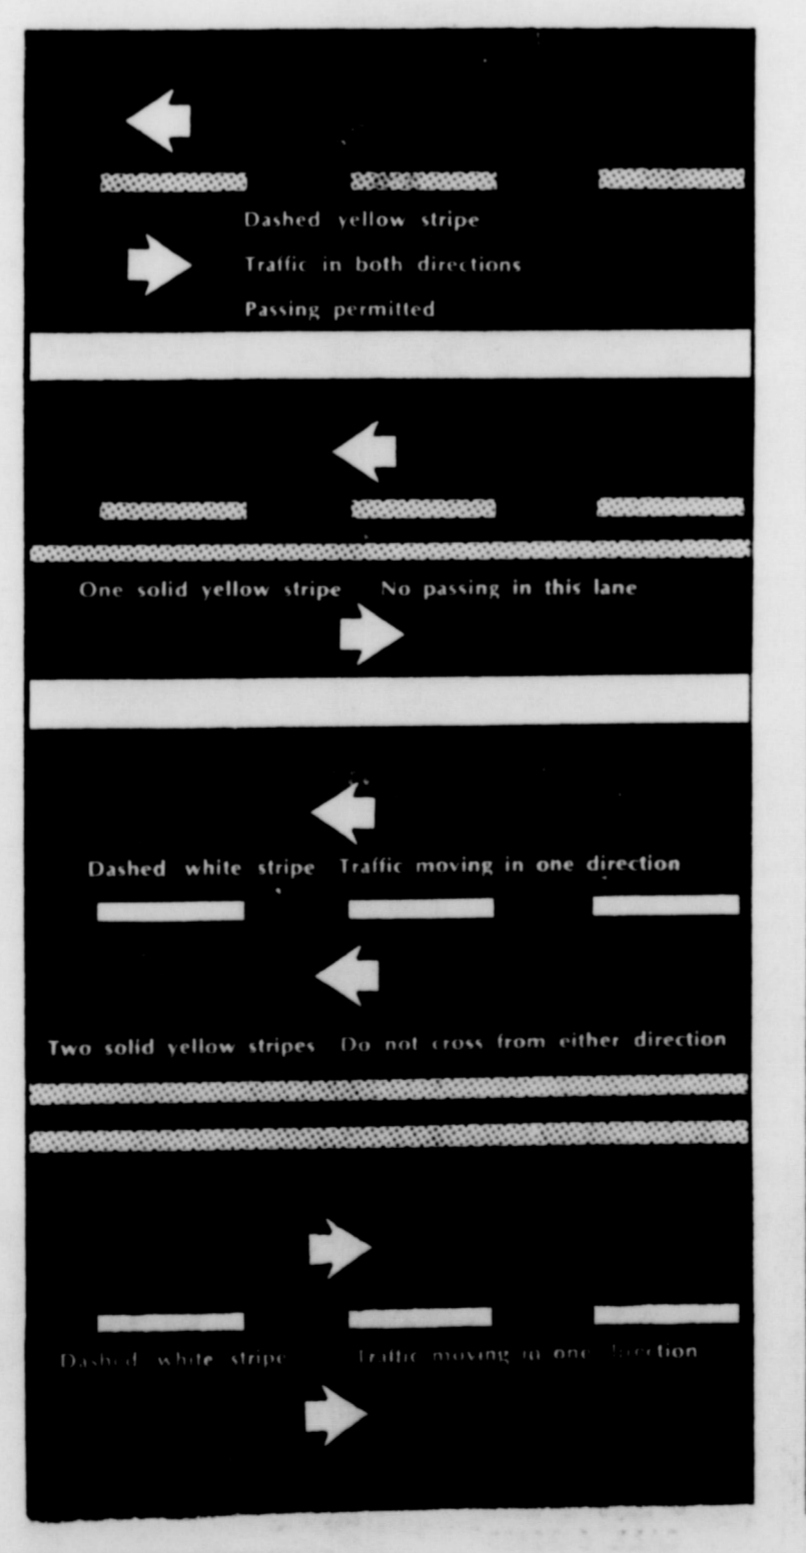 Dashed yellow stripe
Traffic in both directions
Passing permitted
One solid yellow stripe No passing in this lane
Dashed white stripe Traffic moving in one direction
Two solid yellow stripes Do not cross from either direction
Dashed white stripe Traffic moving in one direction